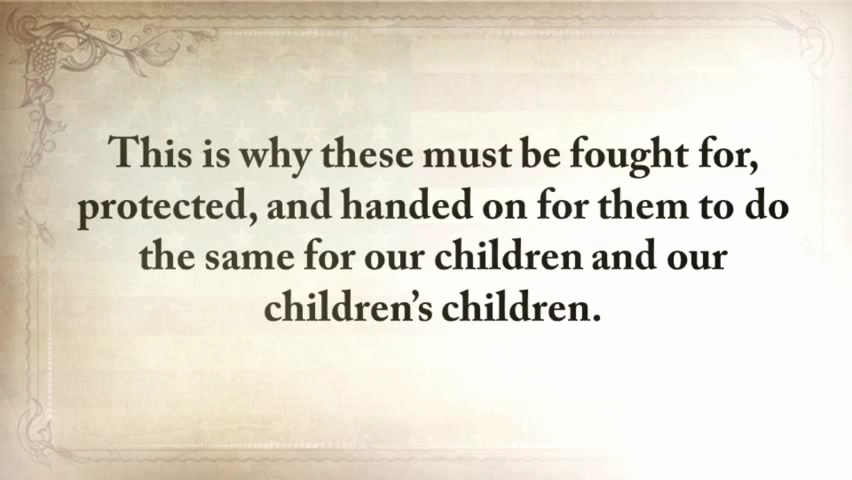 This is why these must be fought for,
protected, and handed on for them to do
the same for our children and our
children’s children.